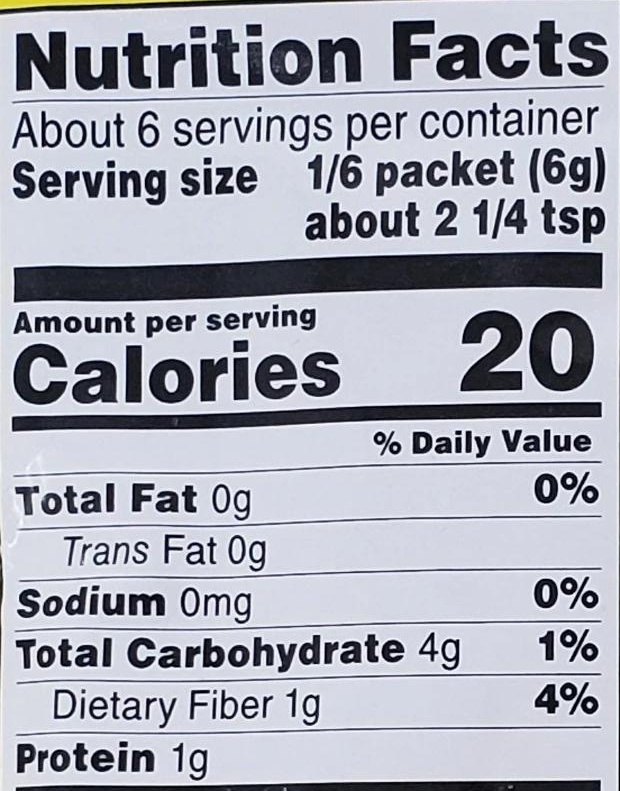 Nutrition Facts
About 6 servings per container
Serving size 1/6 packet (6g)
about 2 1/4 tsp
Amount per serving
Calories 20
% Daily Value
Total Fat 0g 0%
Trans Fat 0g
Sodium 0mg 0%
Total Carbohydrate 4g 1%
Dietary Fiber 1g 4%
Protein 1g